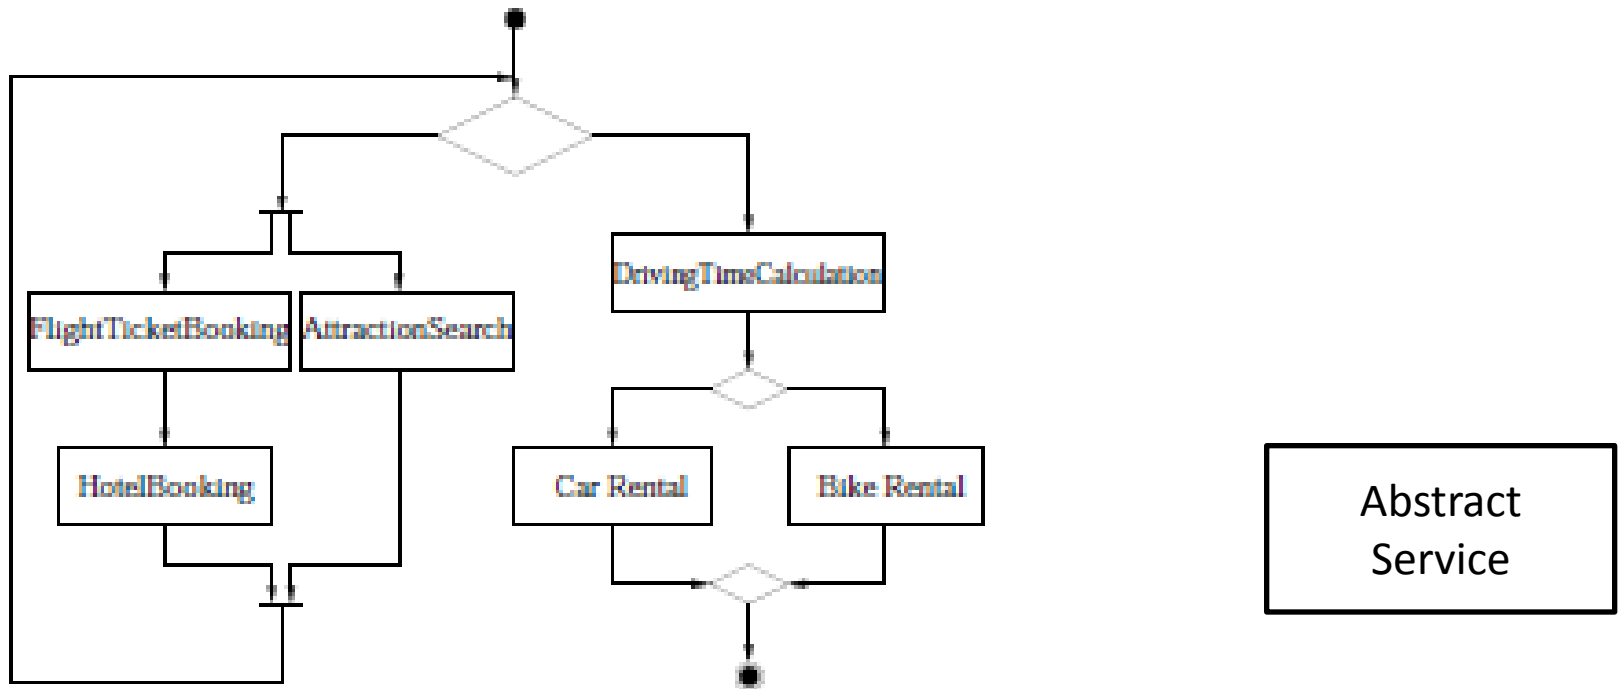 DrivingTimeCalculation
FlightTicketBooking
AttractionSearch
HotelBooking
Car Rental
Bike Rental
Abstract
Service